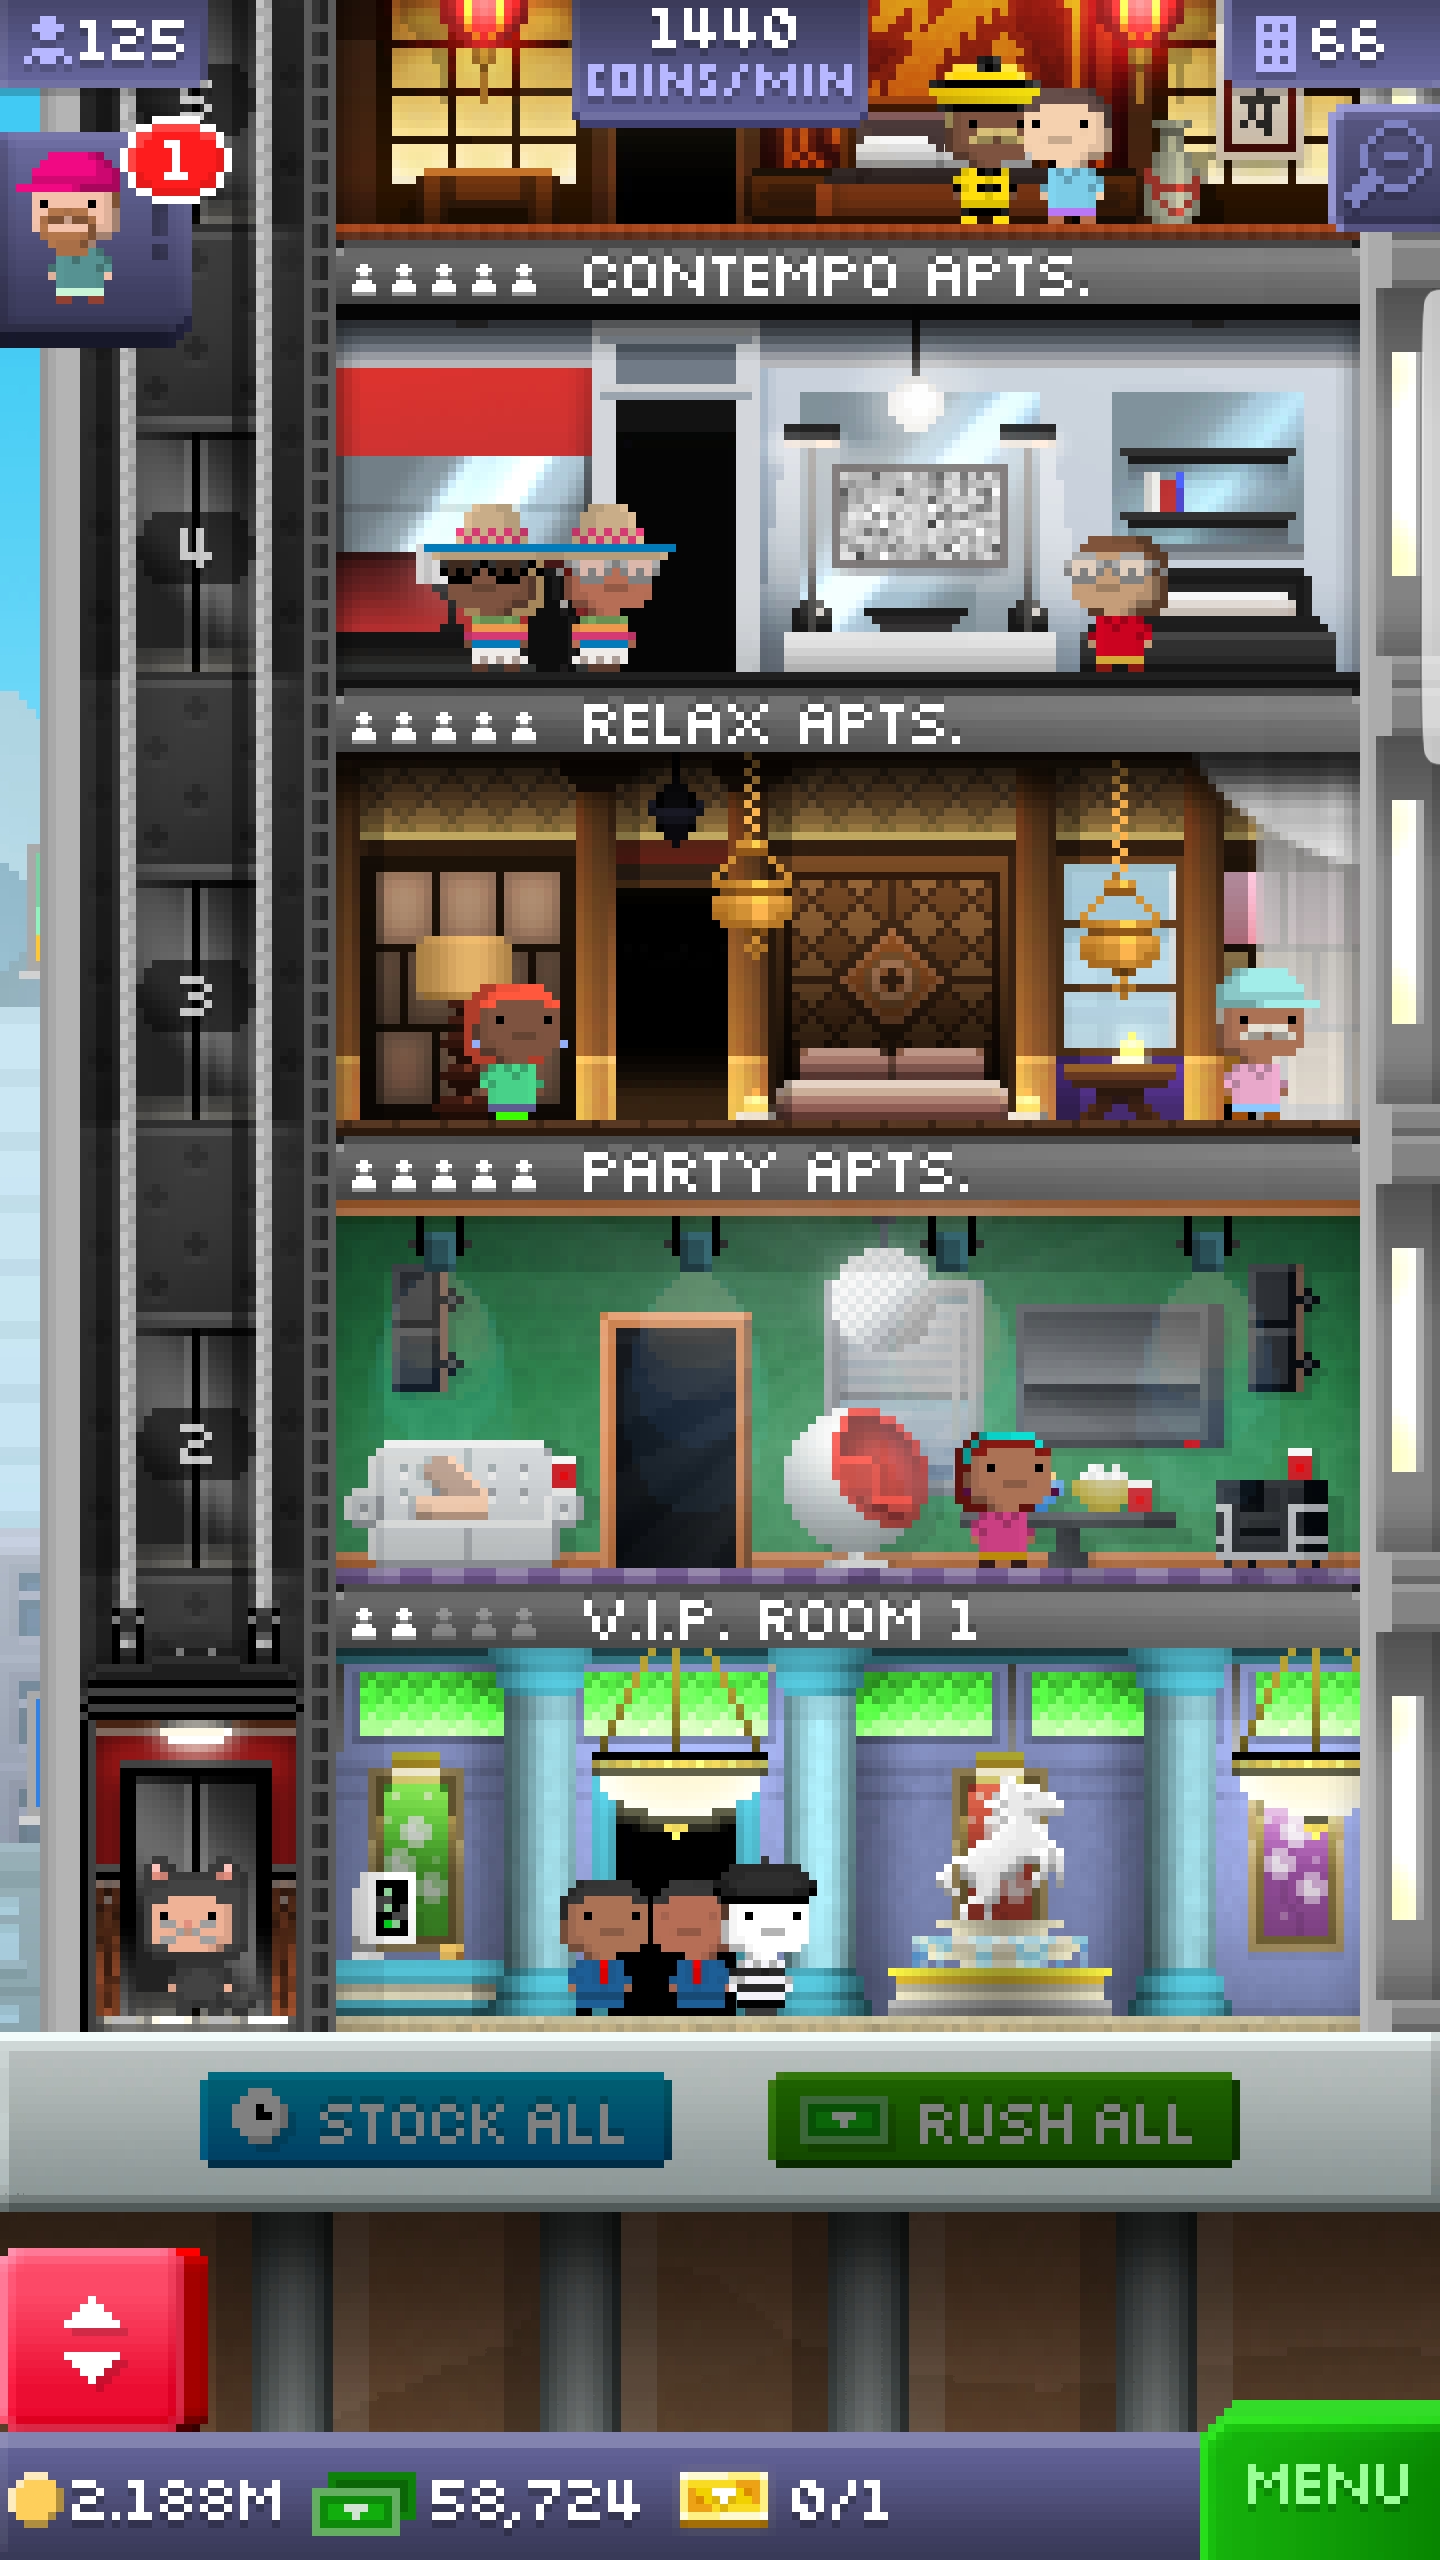 125
1440
COINS/MIN
66
5
1
CONTEMPO APTS.
4
RELAX APTS.
3
PARTY APTS.
2
V.I.P. ROOM 1
STOCK ALL
RUSH ALL
2.188M
58,724
0/1
MENU